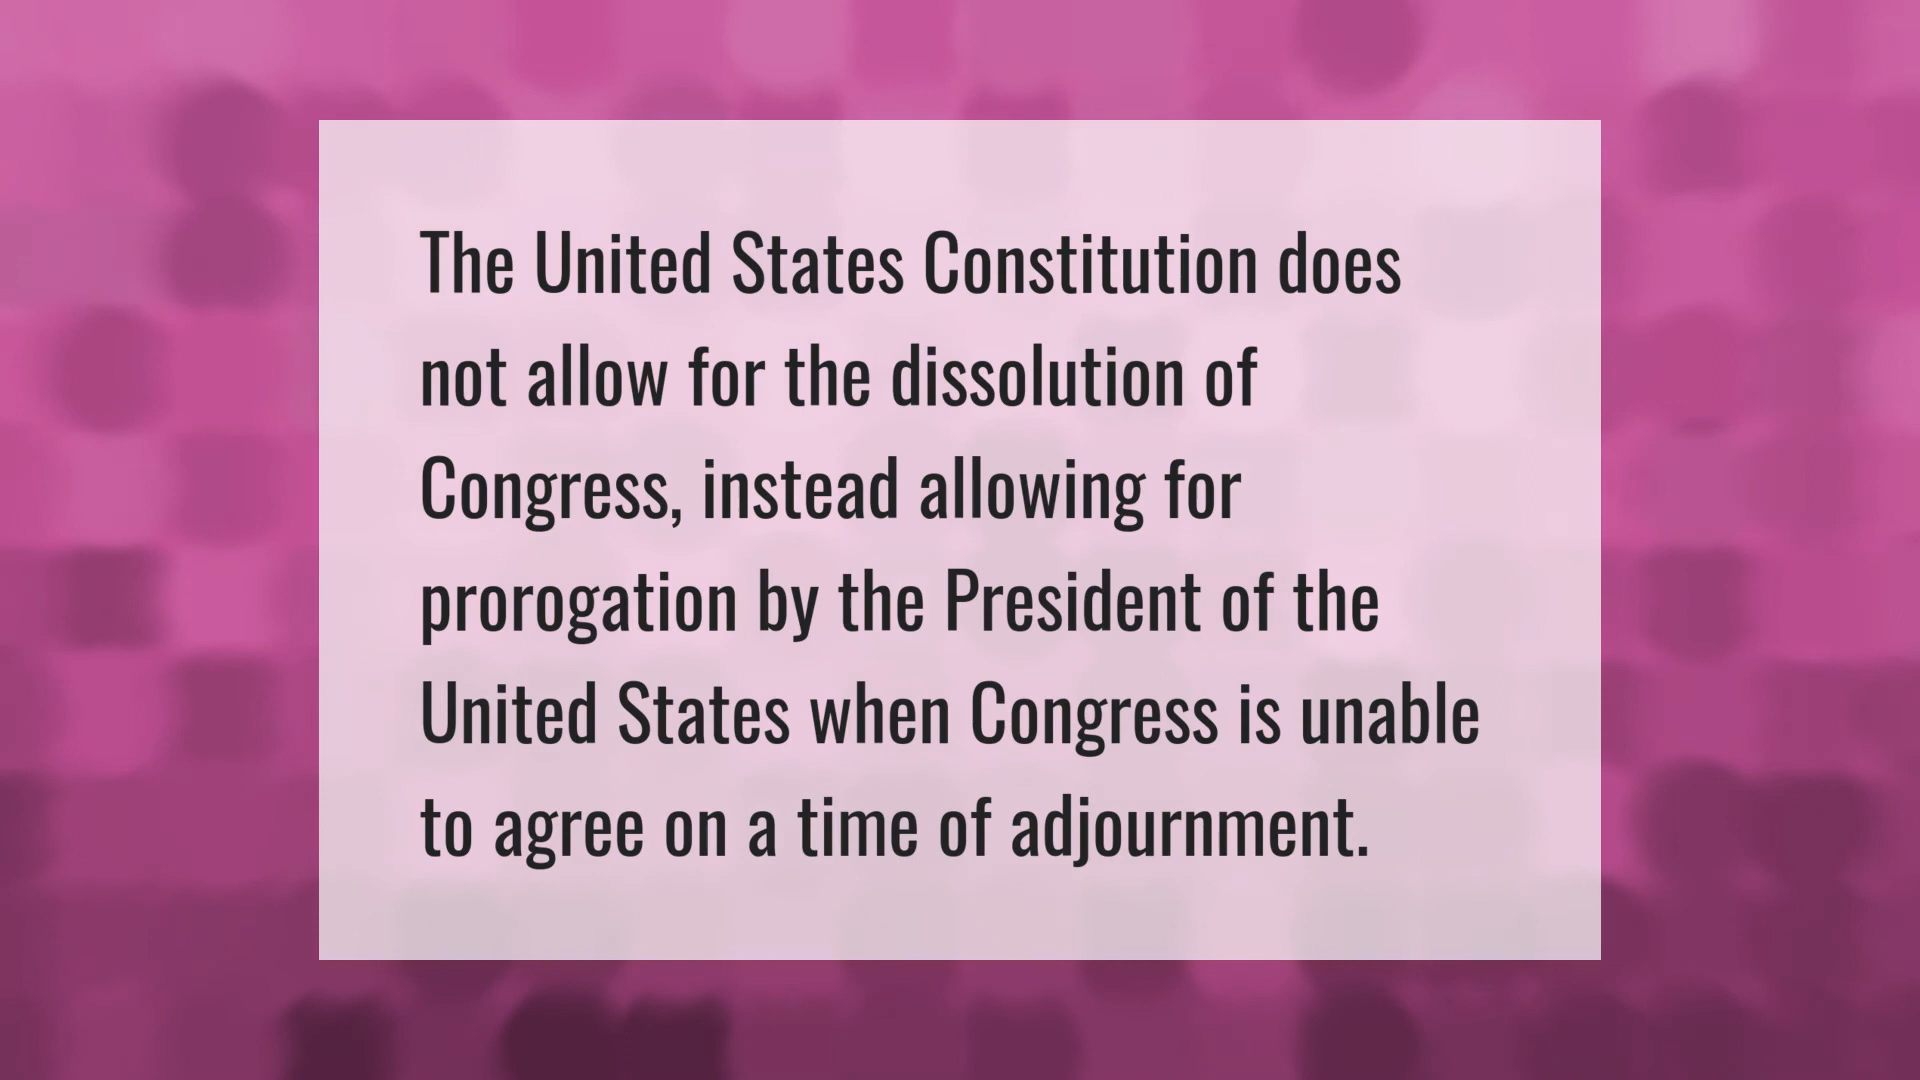 The United States Constitution does
not allow for the dissolution of
Congress, instead allowing for
prorogation by the President of the
United States when Congress is unable
to agree on a time of adjournment.